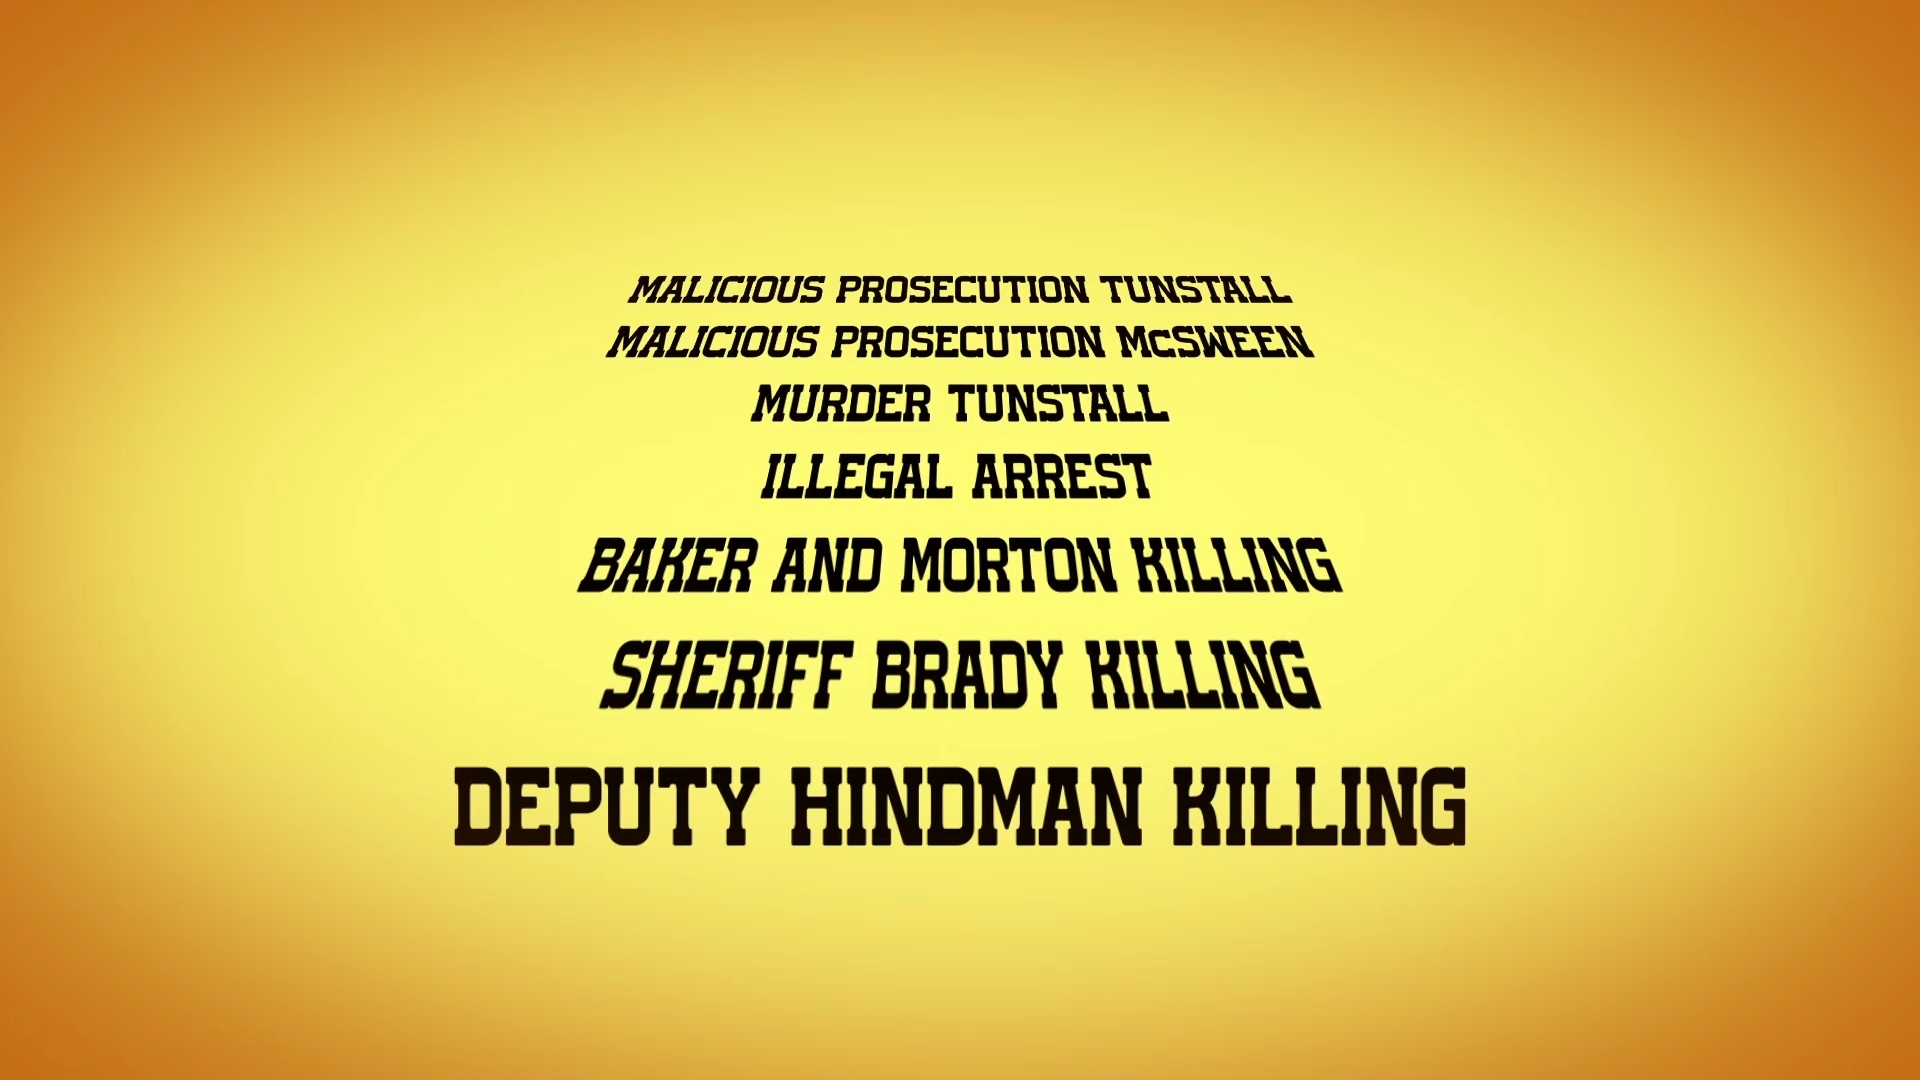 MALICIOUS PROSECUTION TUNSTALL
MALICIOUS PROSECUTION McSWEEN
MURDER TUNSTALL
ILLEGAL ARREST
BAKER AND MORTON KILLING
SHERIFF BRADY KILLING
DEPUTY HINDMAN KILLING